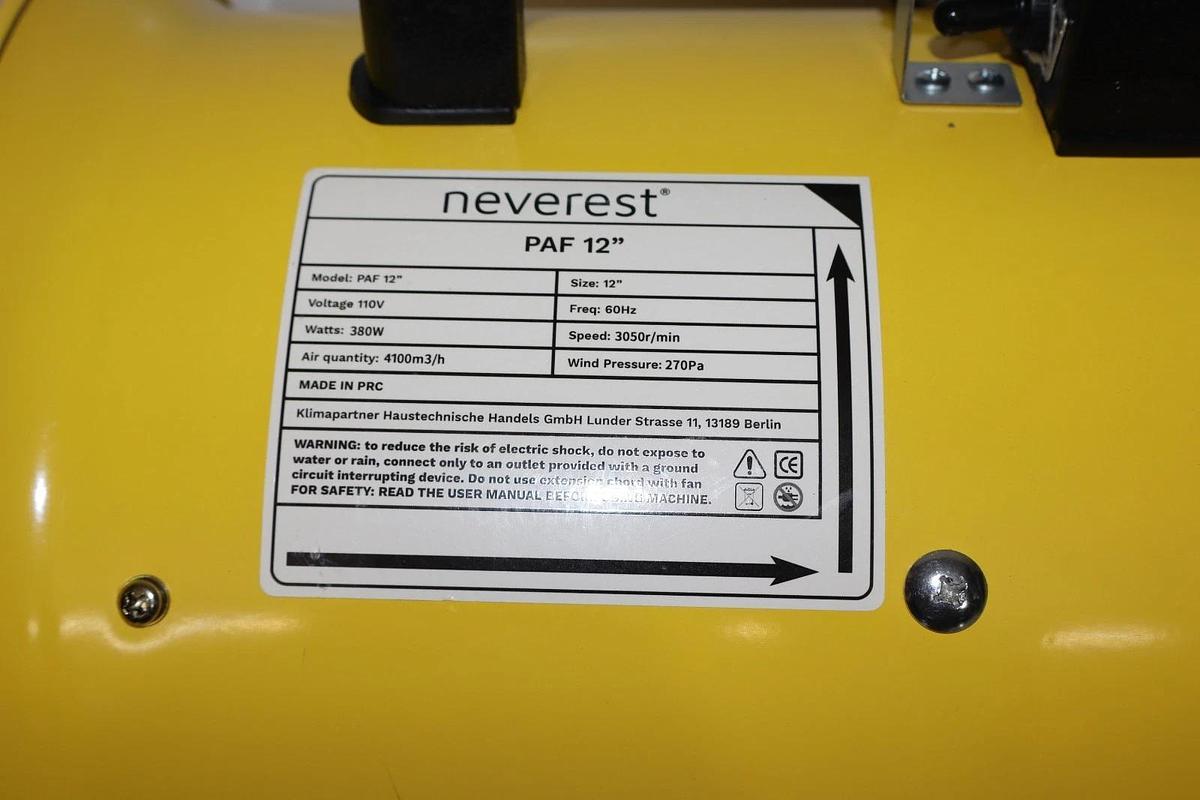 neverest®
PAF 12”
Model: PAF 12”
Size: 12”
Voltage 110V
Freq: 60Hz
Watts: 380W
Speed: 3050r/min
Air quantity: 4100m3/h
Wind Pressure: 270Pa
MADE IN PRC
Klimapartner Haustechnische Handels GmbH Lunder Strasse 11, 13189 Berlin
WARNING: to reduce the risk of electric shock, do not expose to
water or rain, connect only to an outlet provided with a ground
circuit interrupting device. Do not use extension chord with fan
FOR SAFETY: READ THE USER MANUAL BEFORE USING MACHINE.
CE